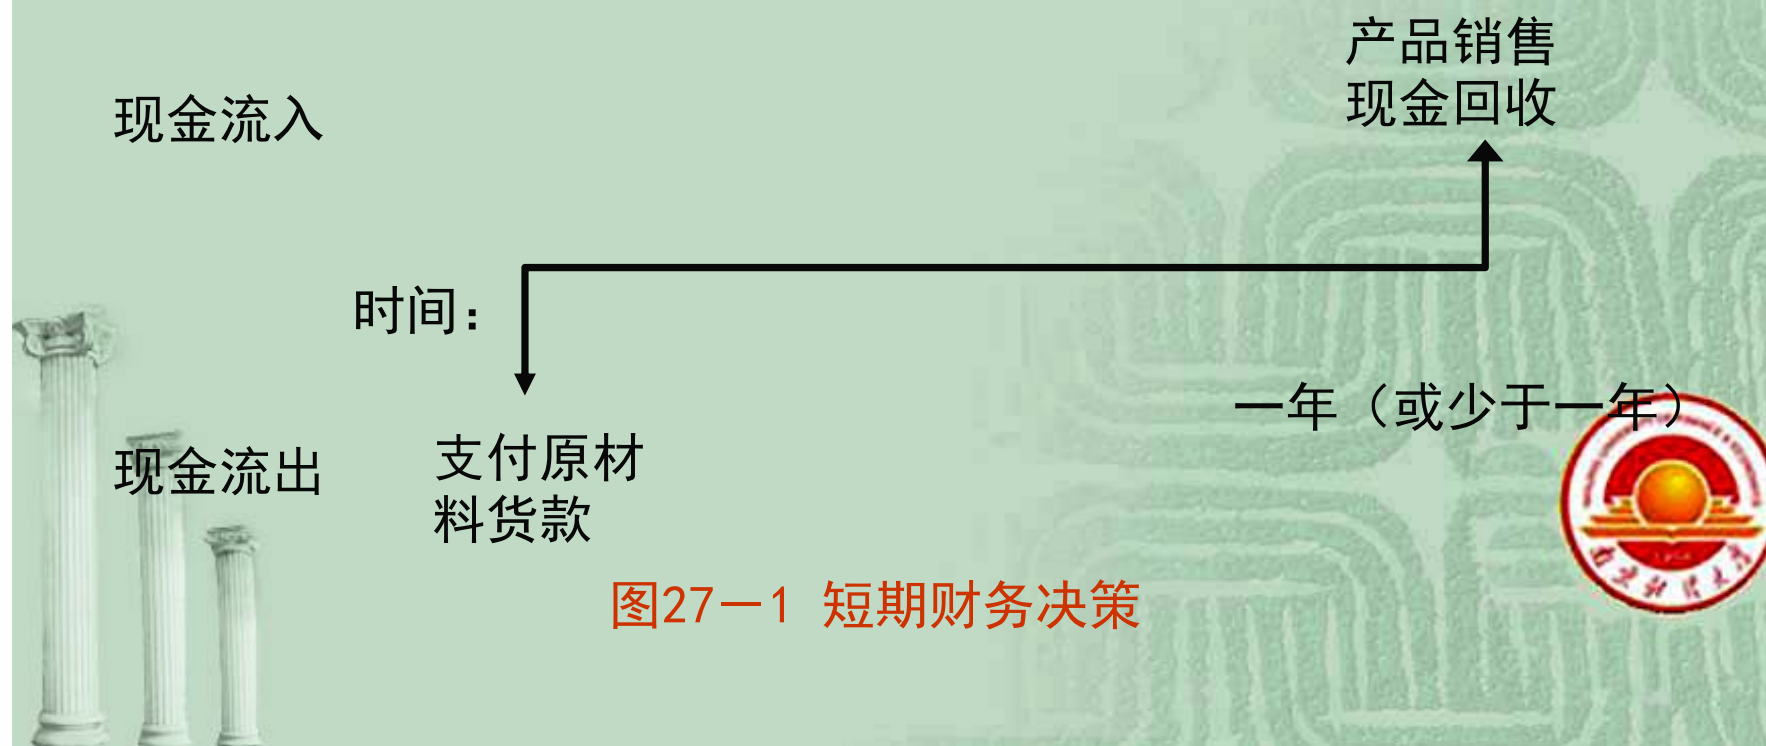 产品销售
现金回收
现金流入
时间：
一年（或少于一年）
现金流出
支付原材
料货款
图27－1 短期财务决策